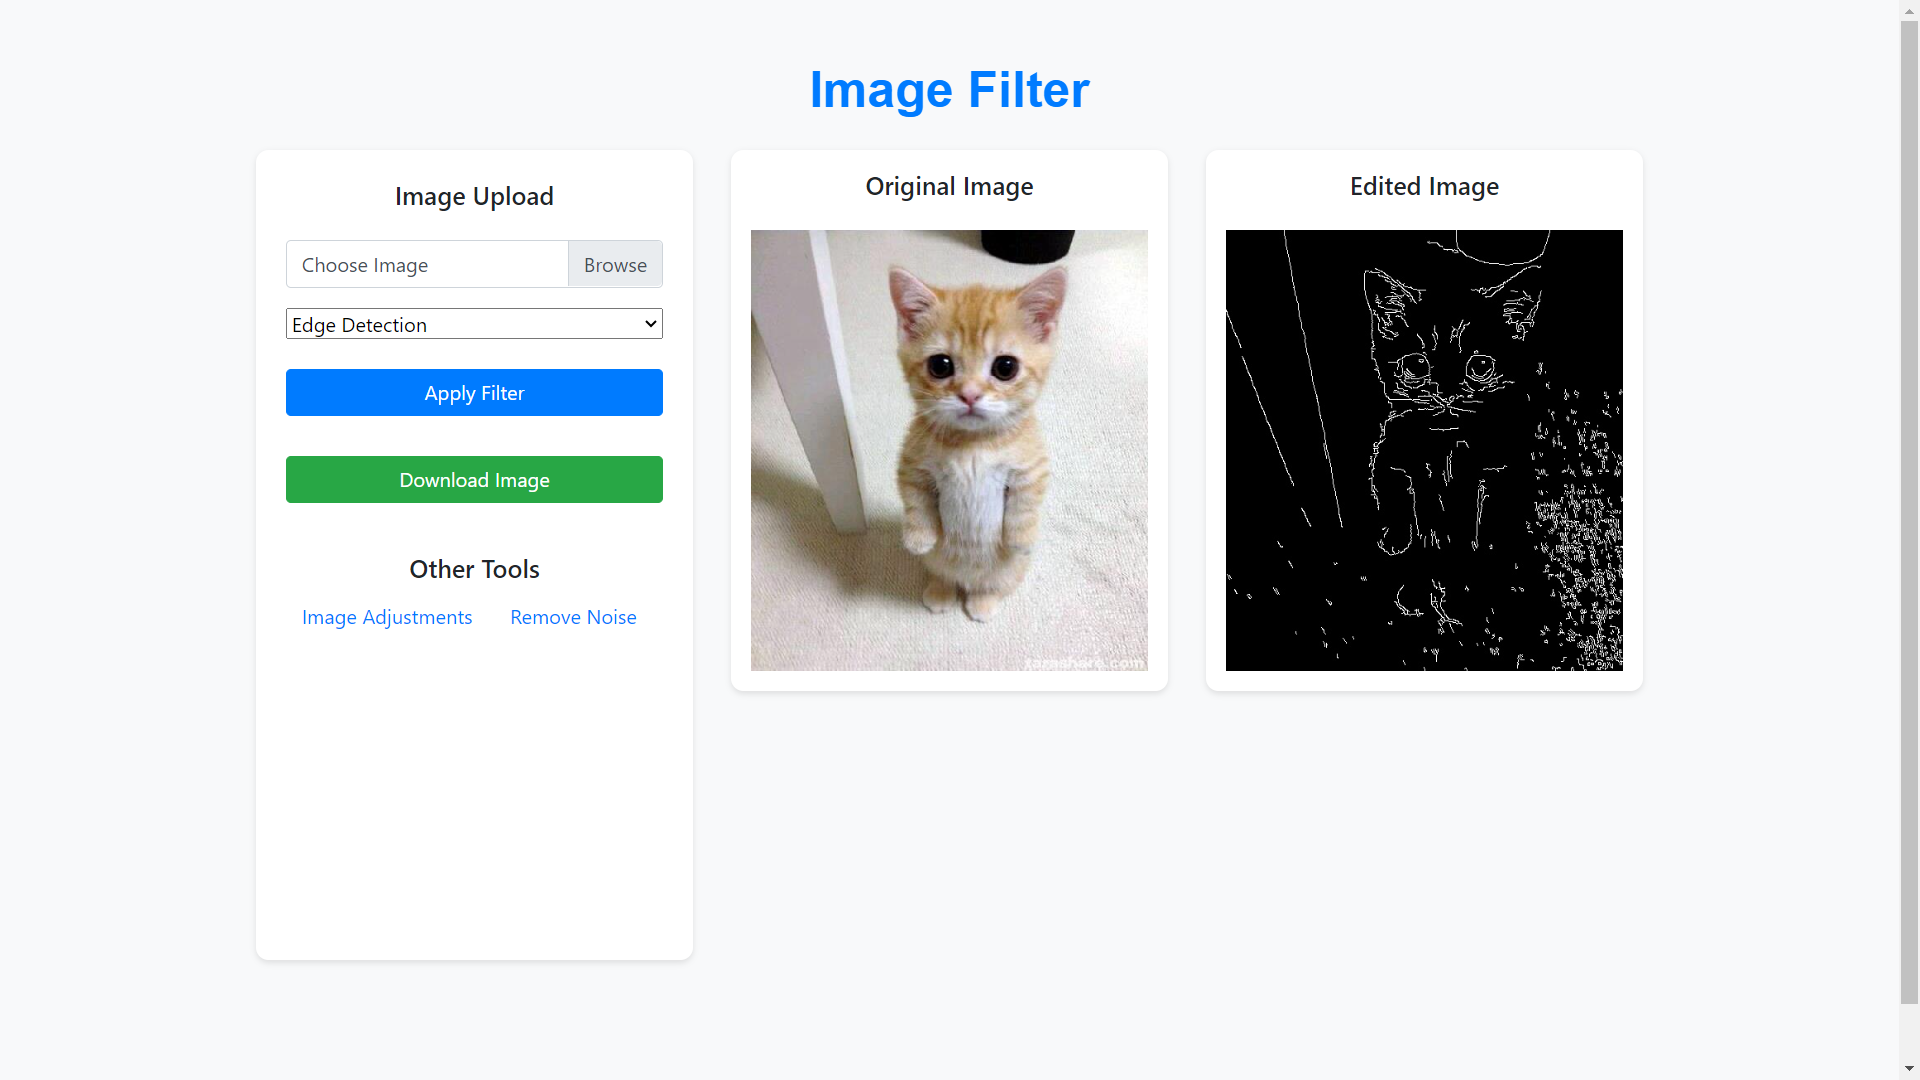 Image Filter
Image Upload
Choose Image
Browse
Edge Detection
Apply Filter
Download Image
Other Tools
Image Adjustments
Remove Noise
Original Image
Edited Image